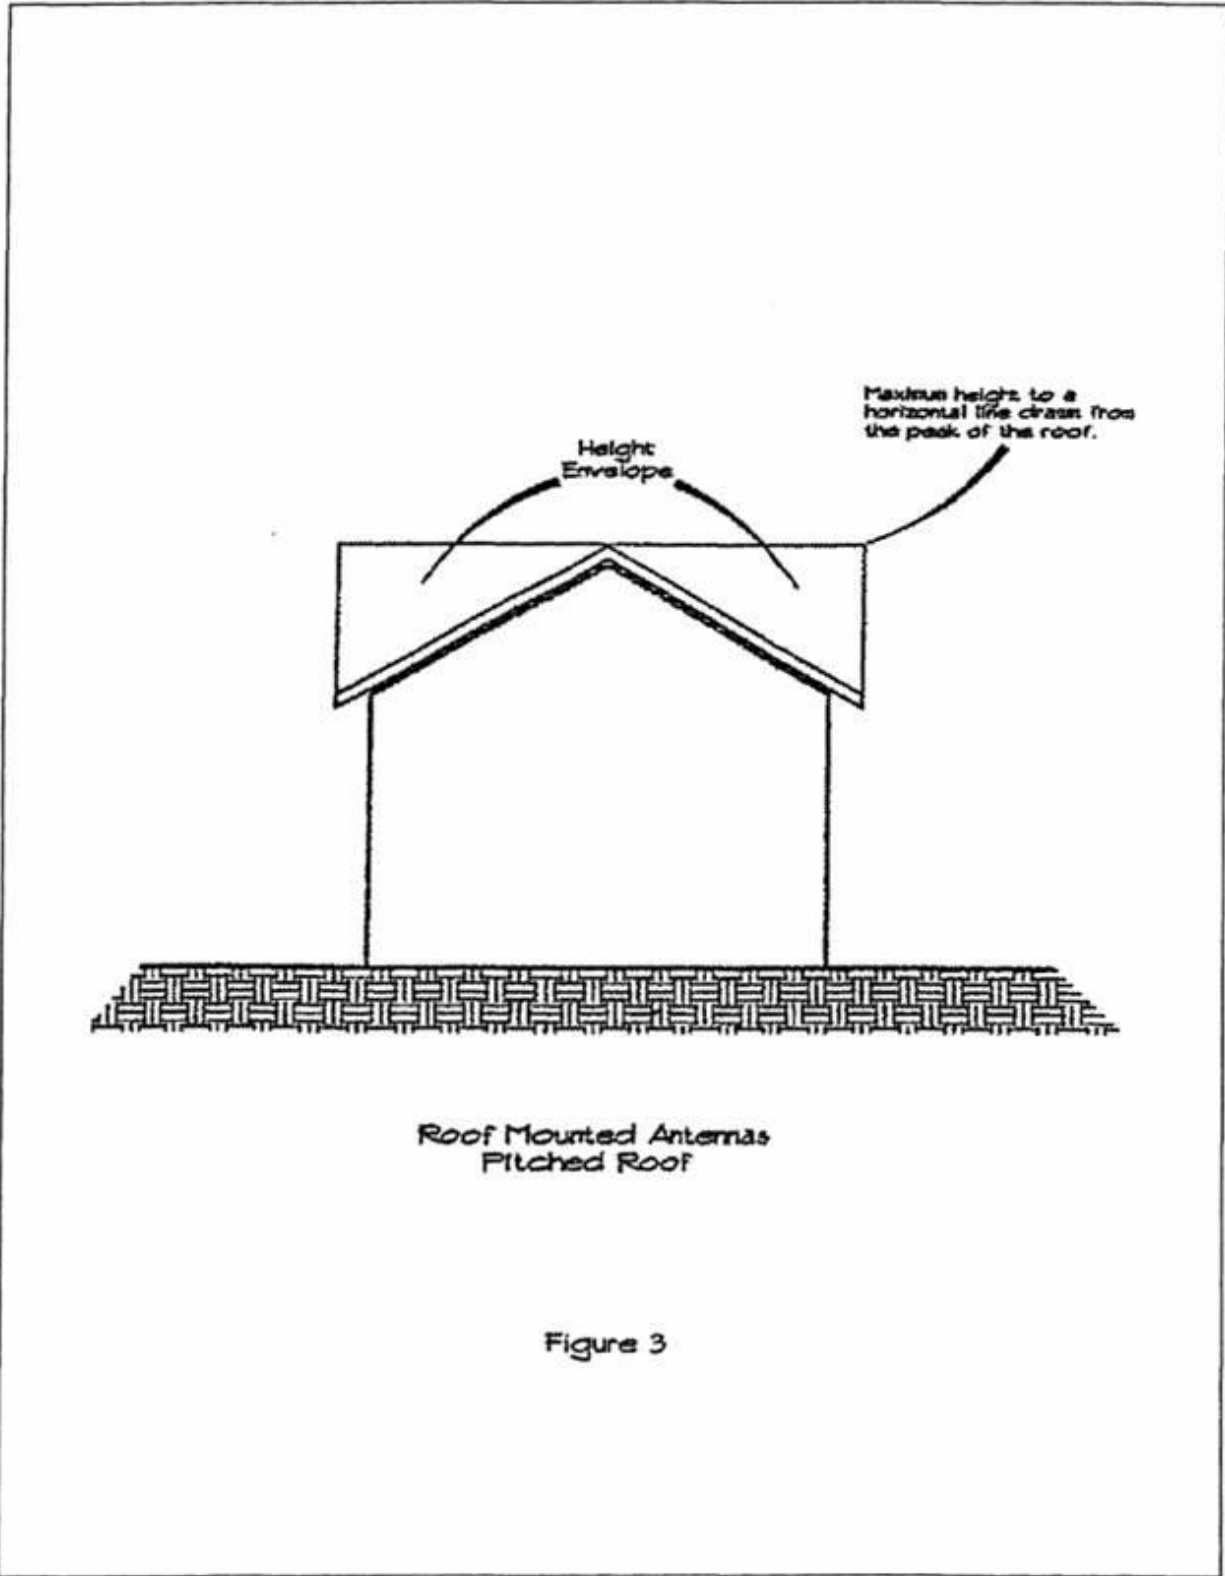 Maximum height to a
horizontal line drawn from
the peak of the roof.
Height
Envelope
Roof Mounted Antennas
Pitched Roof
Figure 3